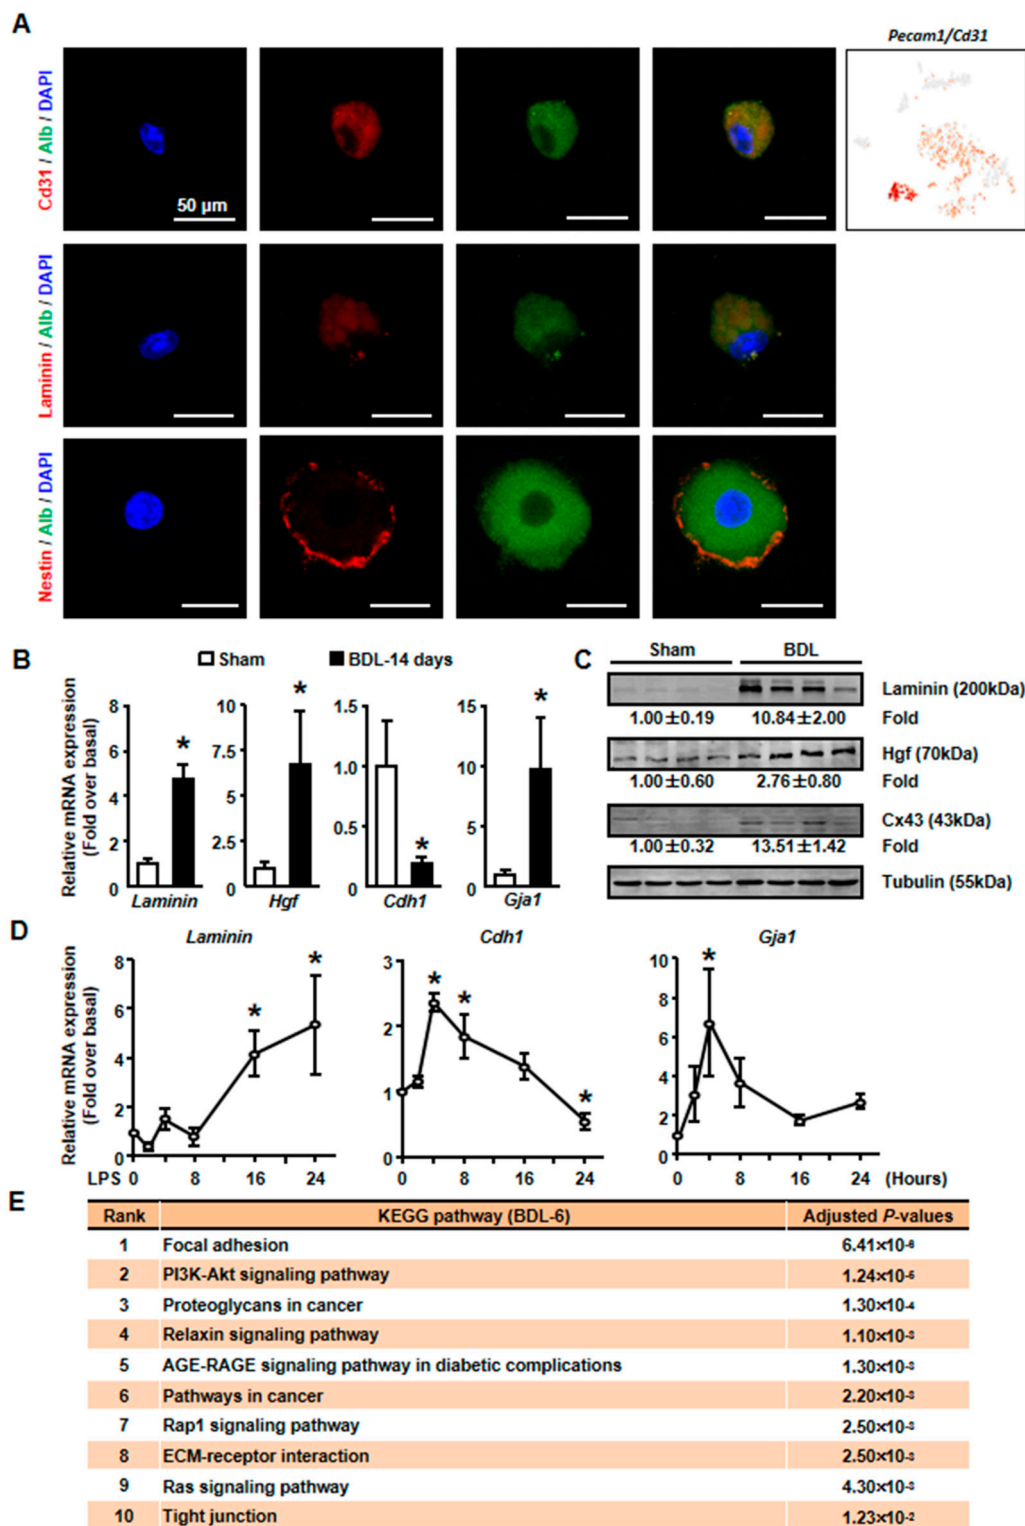 A
Pecam1/Cd31
Cd31 / Alb / DAPI
50 µm
Laminin / Alb / DAPI
Nestin / Alb / DAPI
B
Sham
BDL-14 days
Relative mRNA expression
(Fold over basal)
8
6
4
2
0
Laminin
*
10
7.5
5
2.5
0
Hgf
*
1.5
1.0
0.5
0
Cdh1
*
15
10
5
0
Gja1
*
C
Sham BDL
Laminin (200kDa)
1.00±0.19 10.84±2.00 Fold
Hgf (70kDa)
1.00±0.60 2.76±0.80 Fold
Cx43 (43kDa)
1.00±0.32 13.51±1.42 Fold
Tubulin (55kDa)
D
Relative mRNA expression
(Fold over basal)
Laminin
8
6
4
2
0
* *
LPS 0 8 16 24
Cdh1
3
2
1
0
* * *
0 8 16 24
Gja1
10
8
6
4
2
0
*
0 8 16 24 (Hours)
E
Rank KEGG pathway (BDL-6) Adjusted P-values
1 Focal adhesion
2 PI3K-Akt signaling pathway
3 Proteoglycans in cancer 1.30×10-4
4 Relaxin signaling pathway 1.10×10-3
5 AGE-RAGE signaling pathway in diabetic complications 1.30×10-3
6 Pathways in cancer 2.20×10-3
7 Rap1 signaling pathway 2.50×10-3
8 ECM-receptor interaction 2.50×10-3
9 Ras signaling pathway 4.30×10-3
10 Tight junction 1.23×10-2